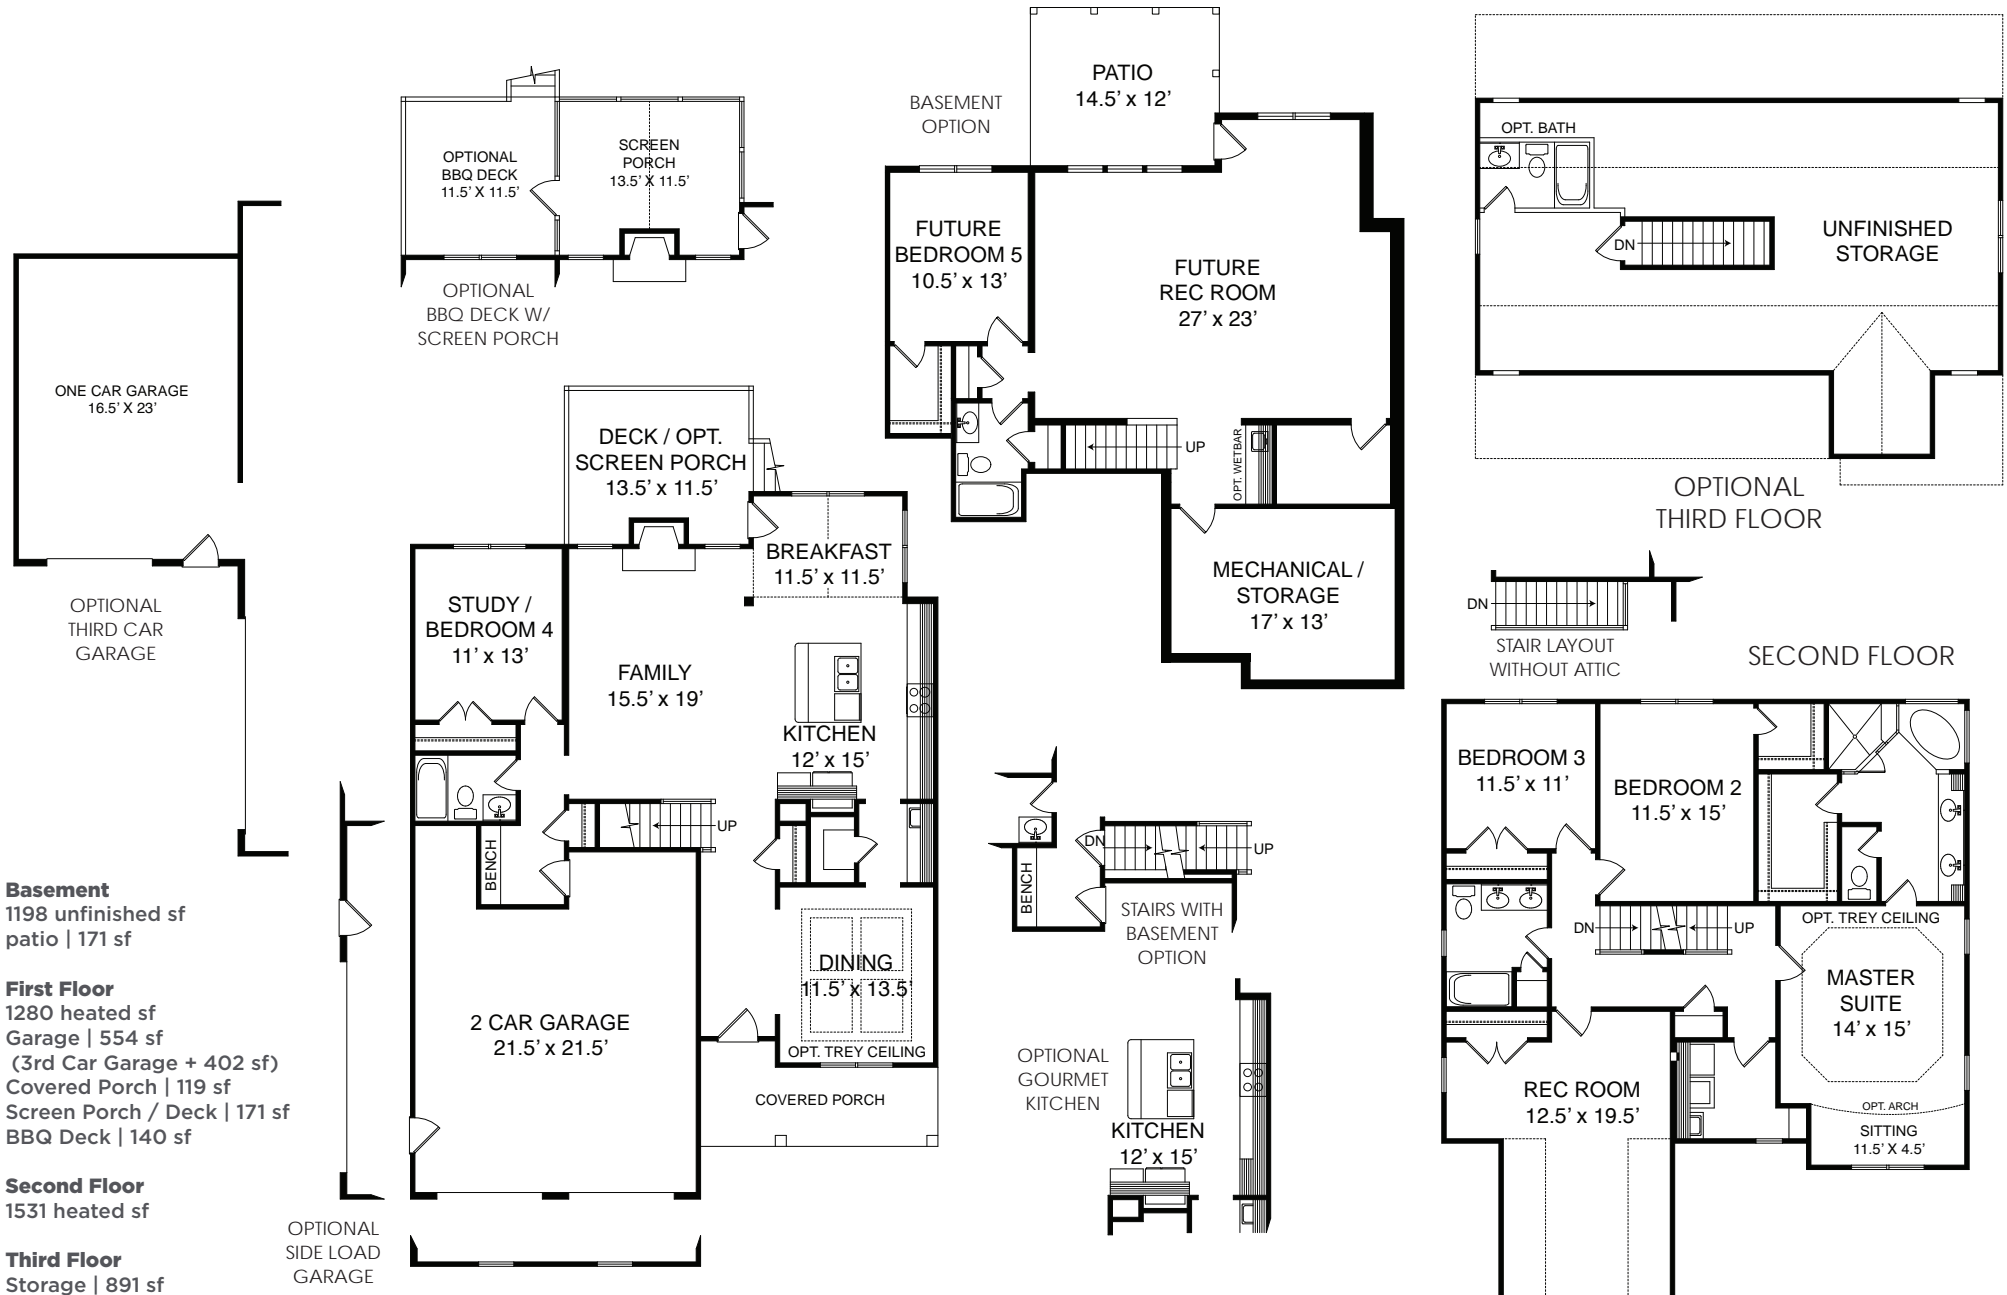 PATIO
14.5’ x 12’
BASEMENT
OPTION
OPTIONAL
BBQ DECK
11.5’ X 11.5’
SCREEN
PORCH
13.5’ X 11.5’
OPTIONAL
BBQ DECK W/
SCREEN PORCH
FUTURE
BEDROOM 5
10.5’ x 13’
FUTURE
REC ROOM
27’ x 23’
UP
OPT. WETBAR
MECHANICAL /
STORAGE
17’ x 13’
OPT. BATH
DN
UNFINISHED
STORAGE
OPTIONAL
THIRD FLOOR
ONE CAR GARAGE
16.5’ X 23’
OPTIONAL
THIRD CAR
GARAGE
DECK / OPT.
SCREEN PORCH
13.5’ x 11.5’
BREAKFAST
11.5’ x 11.5’
STUDY /
BEDROOM 4
11’ x 13’
FAMILY
15.5’ x 19’
KITCHEN
12’ x 15’
UP
BENCH
DINING
11.5’ x 13.5’
OPT. TREY CEILING
2 CAR GARAGE
21.5’ x 21.5’
COVERED PORCH
OPTIONAL
SIDE LOAD
GARAGE
DN
UP
BENCH
STAIRS WITH
BASEMENT
OPTION
OPTIONAL
GOURMET
KITCHEN
KITCHEN
12’ x 15’
DN
STAIR LAYOUT
WITHOUT ATTIC
SECOND FLOOR
BEDROOM 3
11.5’ x 11’
BEDROOM 2
11.5’ x 15’
DN
UP
OPT. TREY CEILING
MASTER
SUITE
14’ x 15’
REC ROOM
12.5’ x 19.5’
OPT. ARCH
SITTING
11.5’ X 4.5’
Basement
1198 unfinished sf
patio | 171 sf
First Floor
1280 heated sf
Garage | 554 sf
(3rd Car Garage + 402 sf)
Covered Porch | 119 sf
Screen Porch / Deck | 171 sf
BBQ Deck | 140 sf
Second Floor
1531 heated sf
Third Floor
Storage | 891 sf